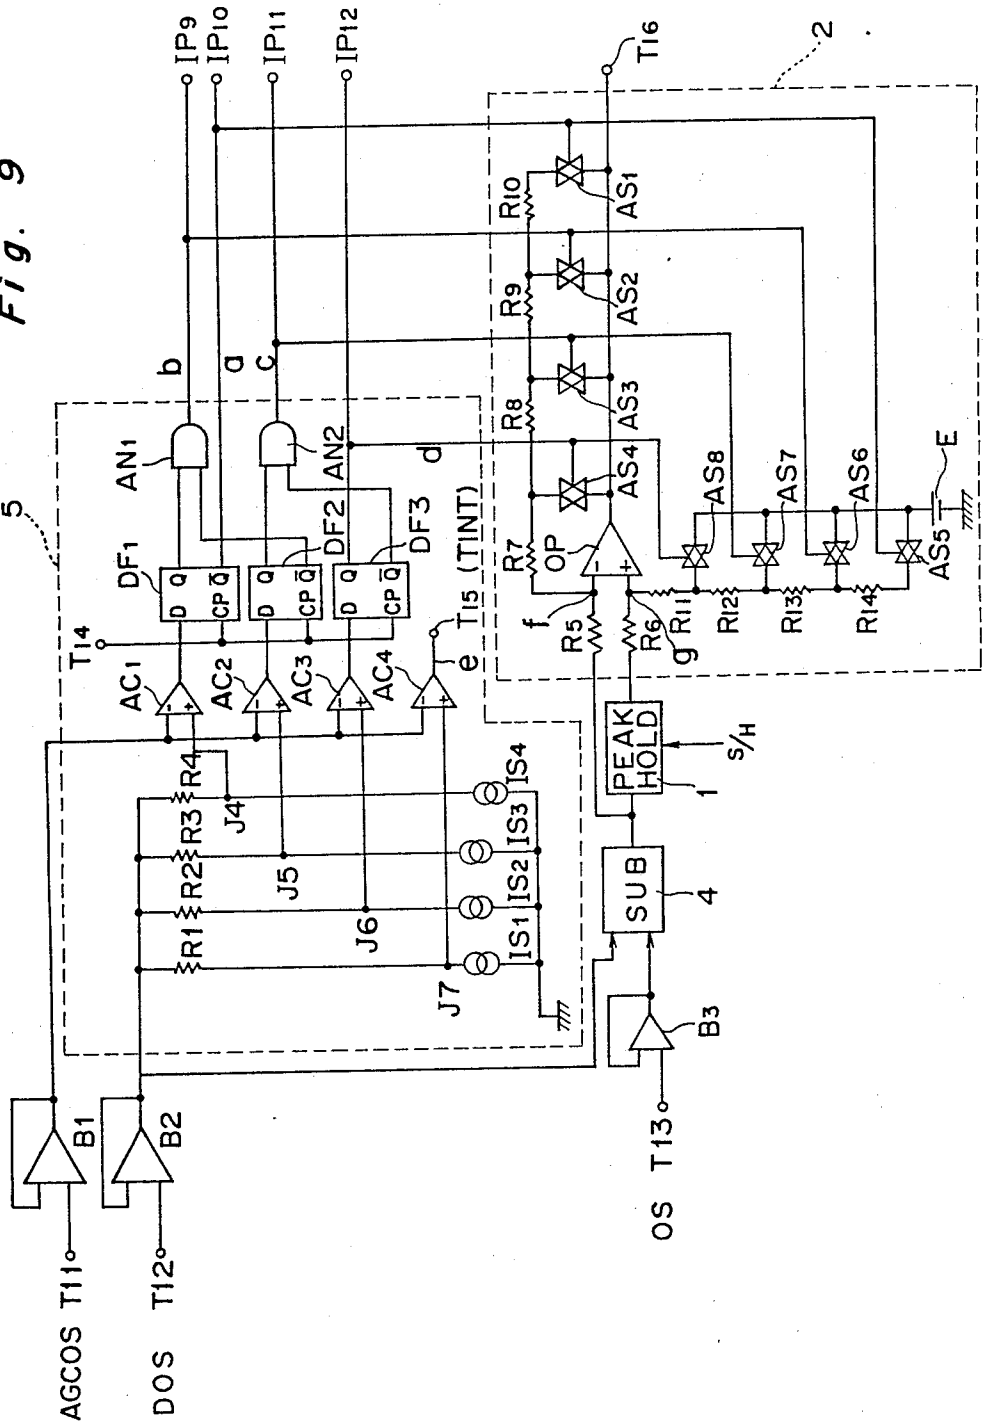 Fig. 9
5
2
AGCOS T11
DOS T12
OS T13
B1
B2
B3
T14
AC1
AC2
AC3
AC4
R1
R2
R3
R4
J4
J5
J6
J7
IS1
IS2
IS3
IS4
DF1
DF2
DF3
D Q
CP Q̅
D Q
CP Q̅
D Q
CP Q̅
AN1
AN2
b
a
c
d
e
T15 (TINT)
IP9
IP10
IP11
IP12
T16
SUB
4
PEAK
HOLD
1
S/H
R5
R6
f
g
OP
R7
R8
R9
R10
AS1
AS2
AS3
AS4
R11
R12
R13
R14
AS8
AS7
AS6
AS5
E
- +
- +
- +
- +
- +